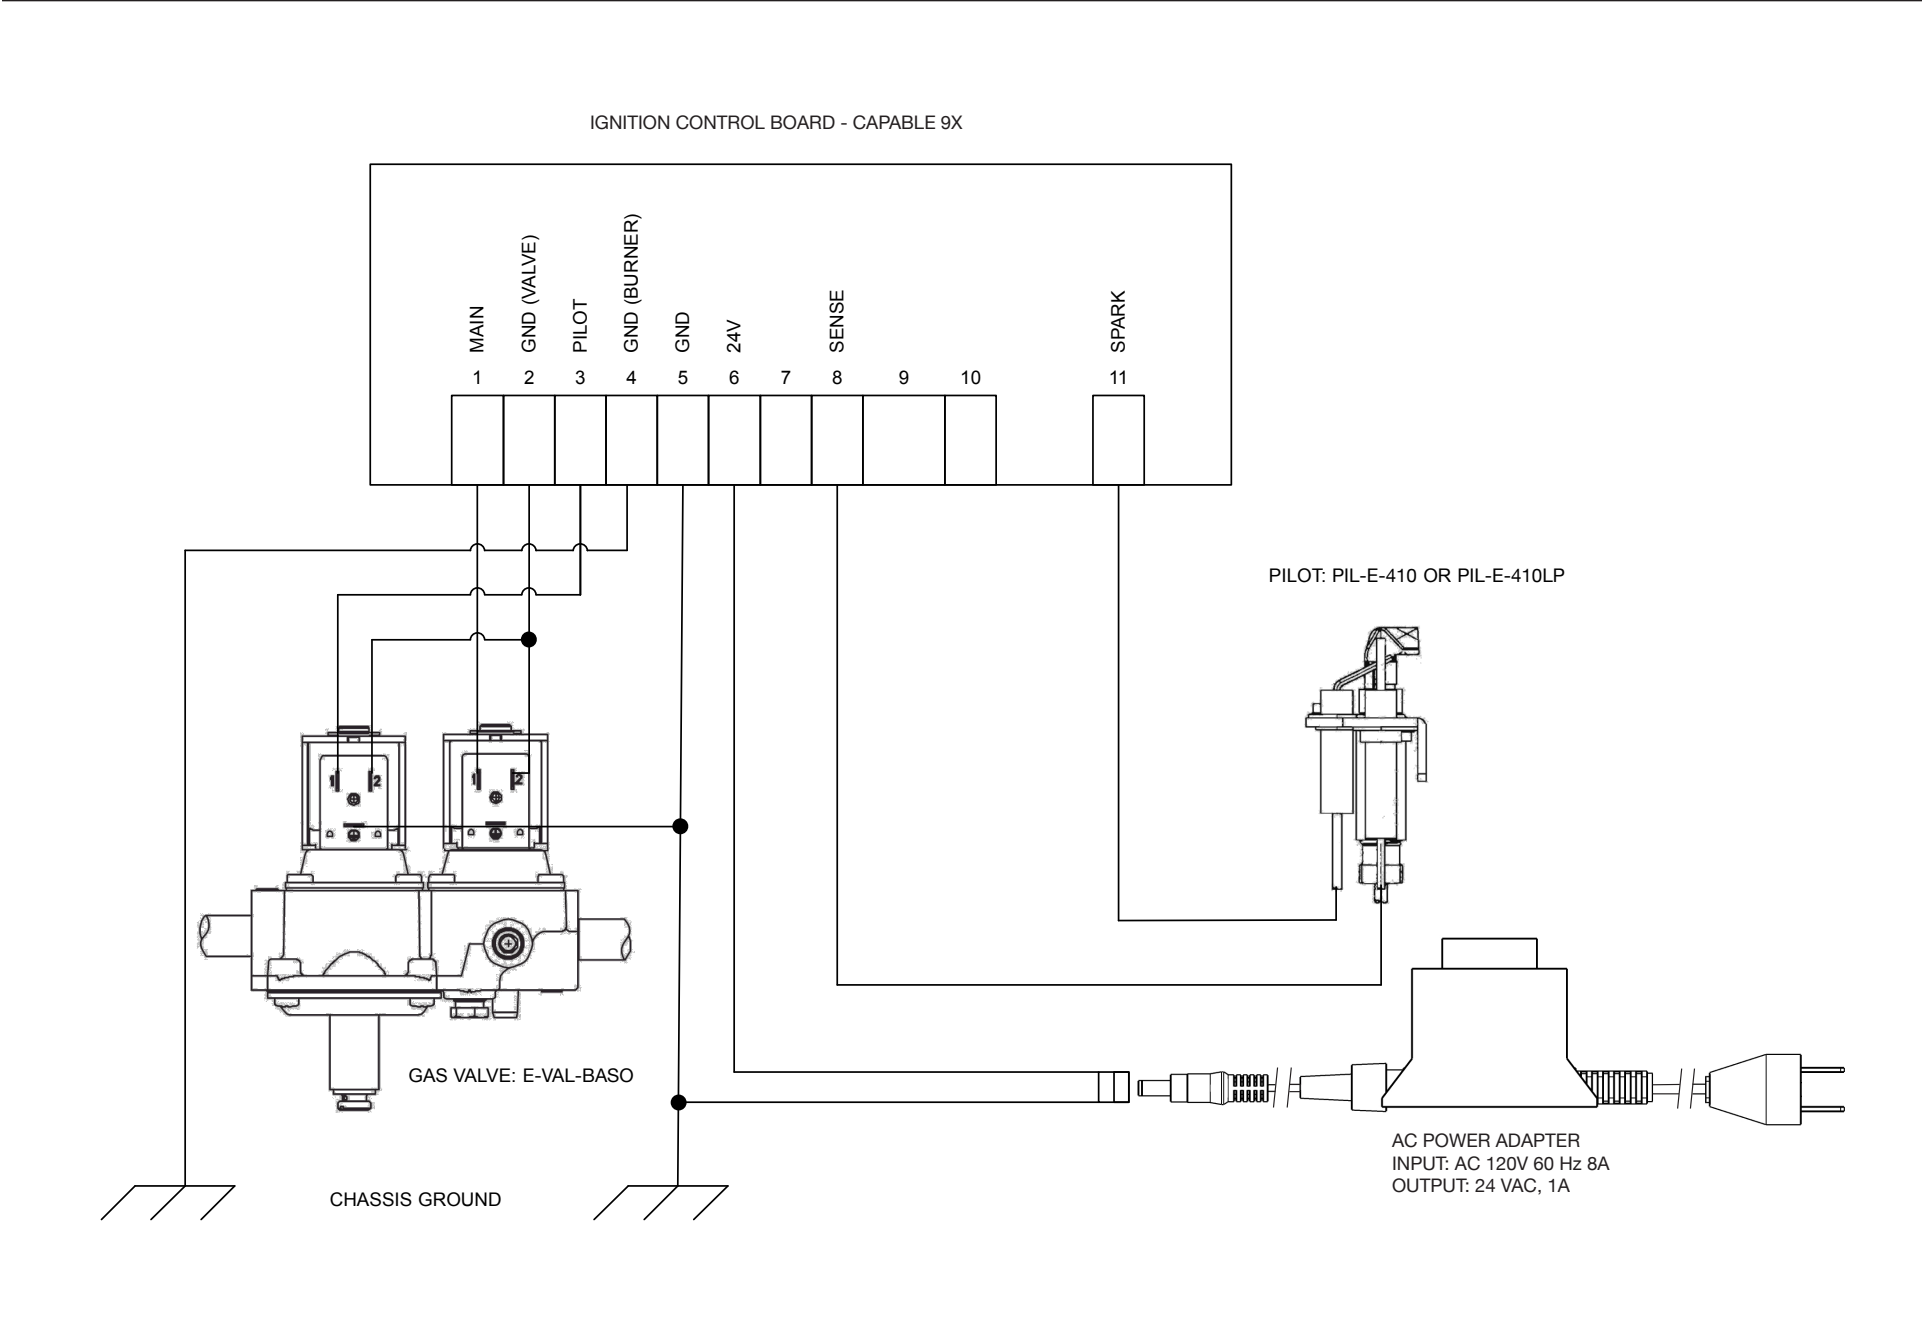 IGNITION CONTROL BOARD - CAPABLE 9X
MAIN
GND (VALVE)
PILOT
GND (BURNER)
GND
24V
SENSE
SPARK
1 2 3 4 5 6 7 8 9 10 11
PILOT: PIL-E-410 OR PIL-E-410LP
1 2 1 2
GAS VALVE: E-VAL-BASO
AC POWER ADAPTER
INPUT: AC 120V 60 Hz 8A
OUTPUT: 24 VAC, 1A
CHASSIS GROUND